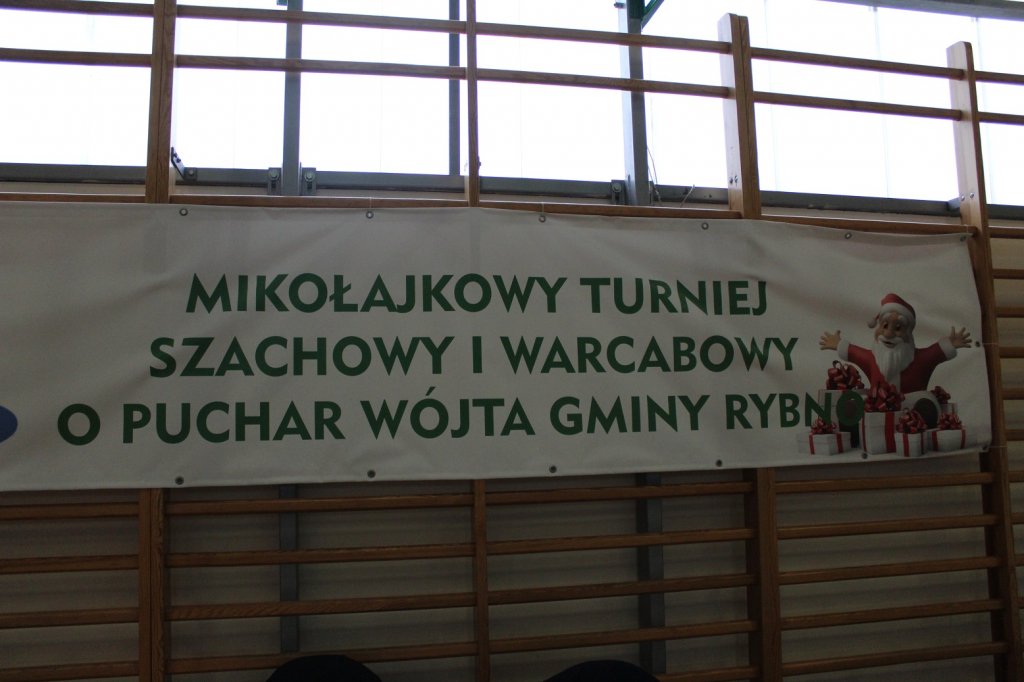 MIKOŁAJKOWY TURNIEJ
SZACHOWY I WARCABOWY
O PUCHAR WÓJTA GMINY RYBNO